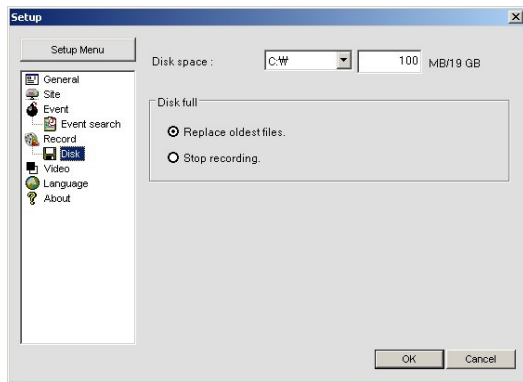 Setup
Setup Menu
General
Site
Event
Event search
Record
Disk
Video
Language
About
Disk space :
C:₩
100
MB/19 GB
Disk full
Replace oldest files.
Stop recording.
OK
Cancel